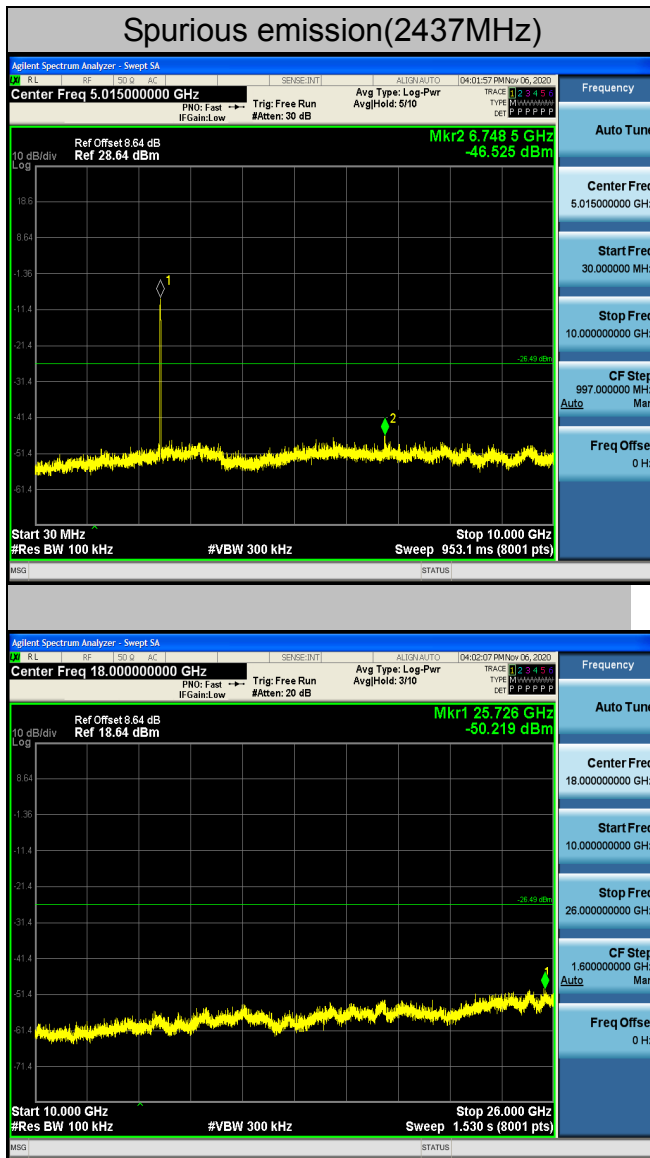 Spurious emission(2437MHz)
Agilent Spectrum Analyzer - Swept SA
LXI RL RF 50 Ω AC SENSE:INT ALIGN AUTO 04:01:57 PM Nov 06, 2020
Center Freq 5.015000000 GHz
PNO: Fast
IFGain:Low
Trig: Free Run
#Atten: 30 dB
Avg Type: Log-Pwr
Avg|Hold: 5/10
TRACE 1 2 3 4 5 6
TYPE M WWWWW
DET P P P P P P
Frequency
Mkr2 6.748 5 GHz
-46.525 dBm
Ref Offset 8.64 dB
10 dB/div Ref 28.64 dBm
Log
18.6
8.64
-1.36
-11.4
-21.4
-31.4
-41.4
-51.4
-61.4
1
2
-26.49 dBm
Start 30 MHz
Stop 10.000 GHz
#Res BW 100 kHz
#VBW 300 kHz
Sweep 953.1 ms (8001 pts)
MSG
STATUS
Auto Tune
Center Freq
5.015000000 GHz
Start Freq
30.000000 MHz
Stop Freq
10.000000000 GHz
CF Step
997.000000 MHz
Auto Man
Freq Offset
0 Hz
Agilent Spectrum Analyzer - Swept SA
LXI RL RF 50 Ω AC SENSE:INT ALIGN AUTO 04:02:07 PM Nov 06, 2020
Center Freq 18.000000000 GHz
PNO: Fast
IFGain:Low
Trig: Free Run
#Atten: 20 dB
Avg Type: Log-Pwr
Avg|Hold: 3/10
TRACE 1 2 3 4 5 6
TYPE M WWWWW
DET P P P P P P
Frequency
Mkr1 25.726 GHz
-50.219 dBm
Ref Offset 8.64 dB
10 dB/div Ref 18.64 dBm
Log
8.64
-1.36
-11.4
-21.4
-31.4
-41.4
-51.4
-61.4
-71.4
1
-26.49 dBm
Start 10.000 GHz
Stop 26.000 GHz
#Res BW 100 kHz
#VBW 300 kHz
Sweep 1.530 s (8001 pts)
MSG
STATUS
Auto Tune
Center Freq
18.000000000 GHz
Start Freq
10.000000000 GHz
Stop Freq
26.000000000 GHz
CF Step
1.600000000 GHz
Auto Man
Freq Offset
0 Hz